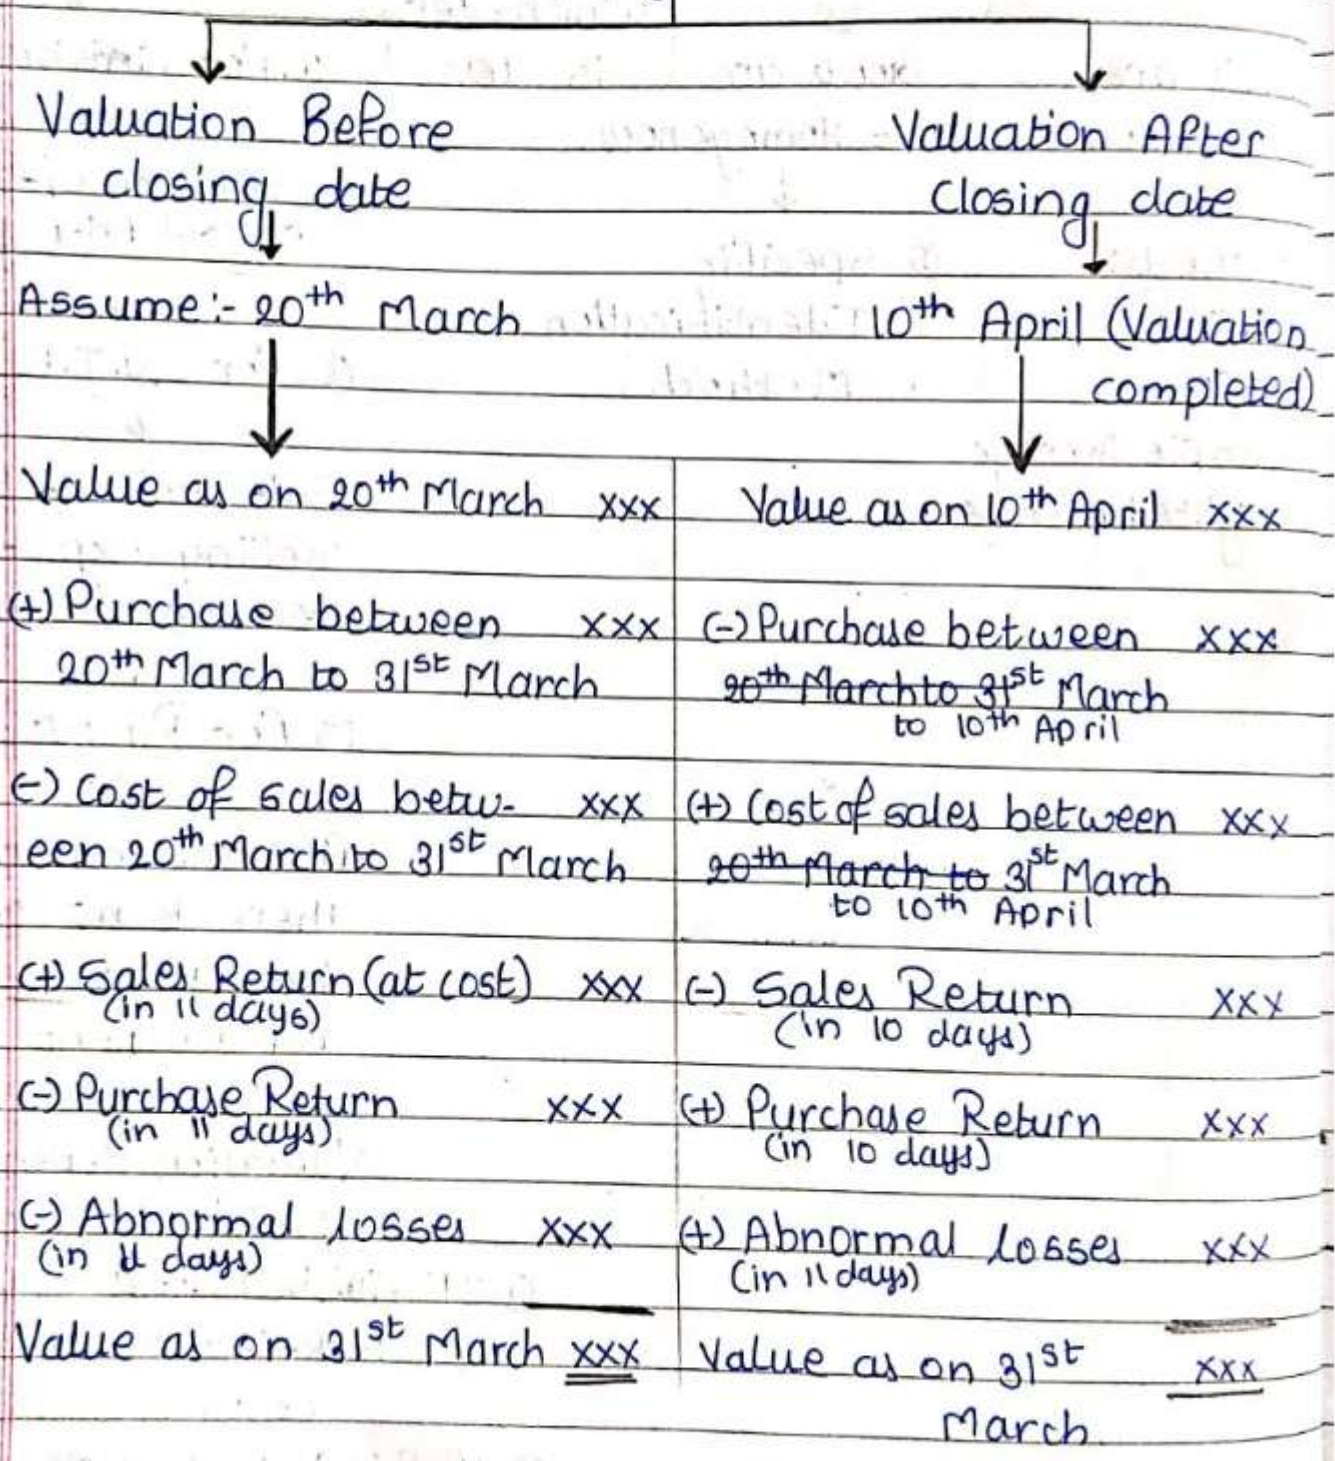 Valuation Before
closing date
Assume:- 20th March
Value as on 20th March xxx
(+) Purchase between xxx
20th March to 31st March
(-) Cost of sales betw- xxx
een 20th March to 31st March
(+) Sales Return (at cost) xxx
(in 11 days)
(-) Purchase Return xxx
(in 11 days)
(-) Abnormal losses xxx
(in 11 days)
Value as on 31st March xxx
Valuation After
Closing date
10th April (Valuation
completed)
Value as on 10th April xxx
(-) Purchase between xxx
20th March to 31st March
to 10th April
(+) Cost of sales between xxx
20th March to 31st March
to 10th April
(-) Sales Return xxx
(in 10 days)
(+) Purchase Return xxx
(in 10 days)
(+) Abnormal losses xxx
(in 11 days)
Value as on 31st xxx
March